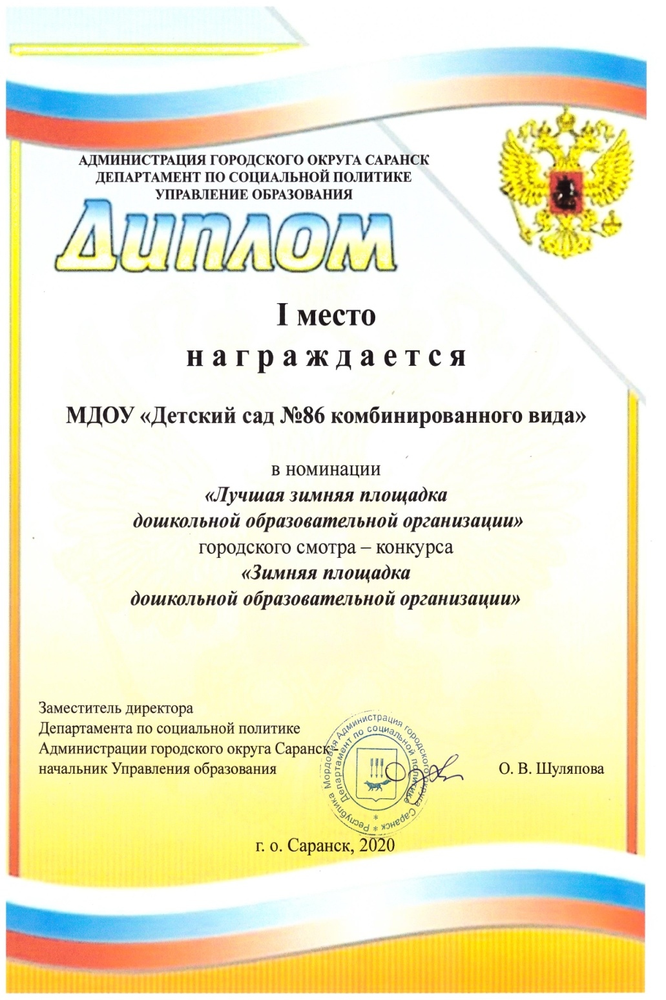 АДМИНИСТРАЦИЯ ГОРОДСКОГО ОКРУГА САРАНСК
ДЕПАРТАМЕНТ ПО СОЦИАЛЬНОЙ ПОЛИТИКЕ
УПРАВЛЕНИЕ ОБРАЗОВАНИЯ
Диплом
I место
н а г р а ж д а е т с я
МДОУ «Детский сад №86 комбинированного вида»
в номинации
«Лучшая зимняя площадка
дошкольной образовательной организации»
городского смотра – конкурса
«Зимняя площадка
дошкольной образовательной организации»
Заместитель директора
Департамента по социальной политике
Администрации городского округа Саранск -
начальник Управления образования
О. В. Шуляпова
Республика Мордовия Администрация городского округа Саранск *
Департамент по социальной политике *
г. о. Саранск, 2020